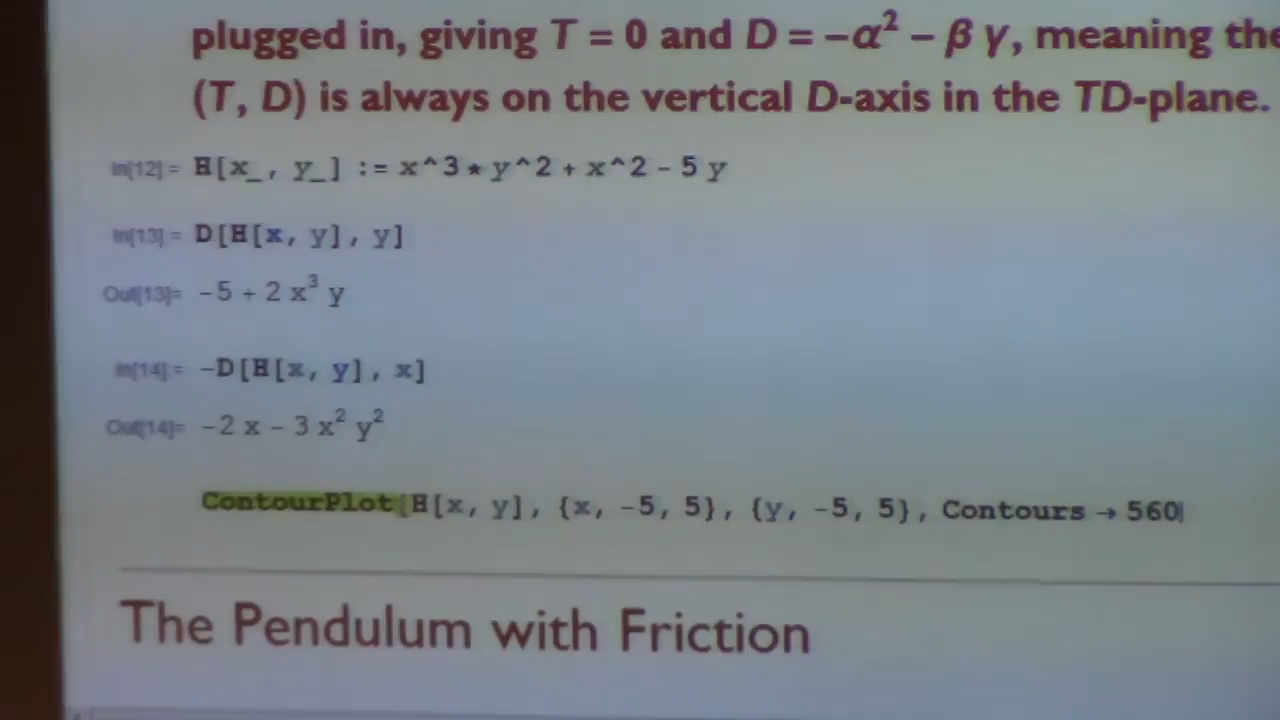 plugged in, giving T = 0 and D = −α² − β γ, meaning the
(T, D) is always on the vertical D-axis in the TD-plane.
In[12]:= H[x_, y_] := x^3 * y^2 + x^2 - 5 y
In[13]:= D[H[x, y], y]
Out[13]= -5 + 2 x³ y
In[14]:= -D[H[x, y], x]
Out[14]= -2 x - 3 x² y²
ContourPlot[H[x, y], {x, -5, 5}, {y, -5, 5}, Contours → 560
The Pendulum with Friction